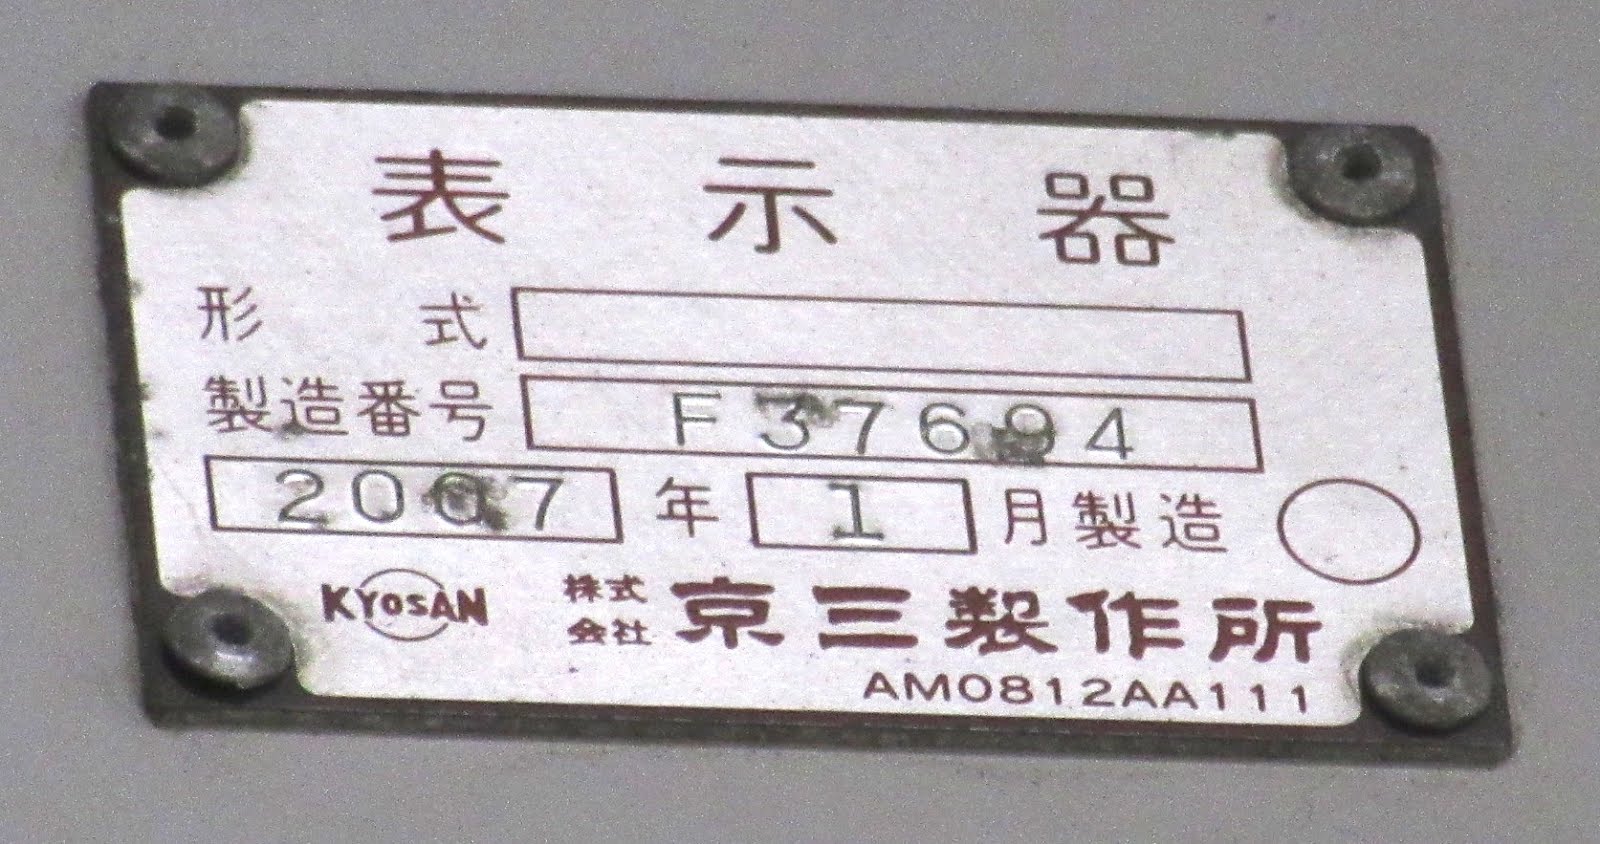 表示器
形式
製造番号 F37694
2007年1月製造
KYOSAN 株式会社 京三製作所
AM0812AA111